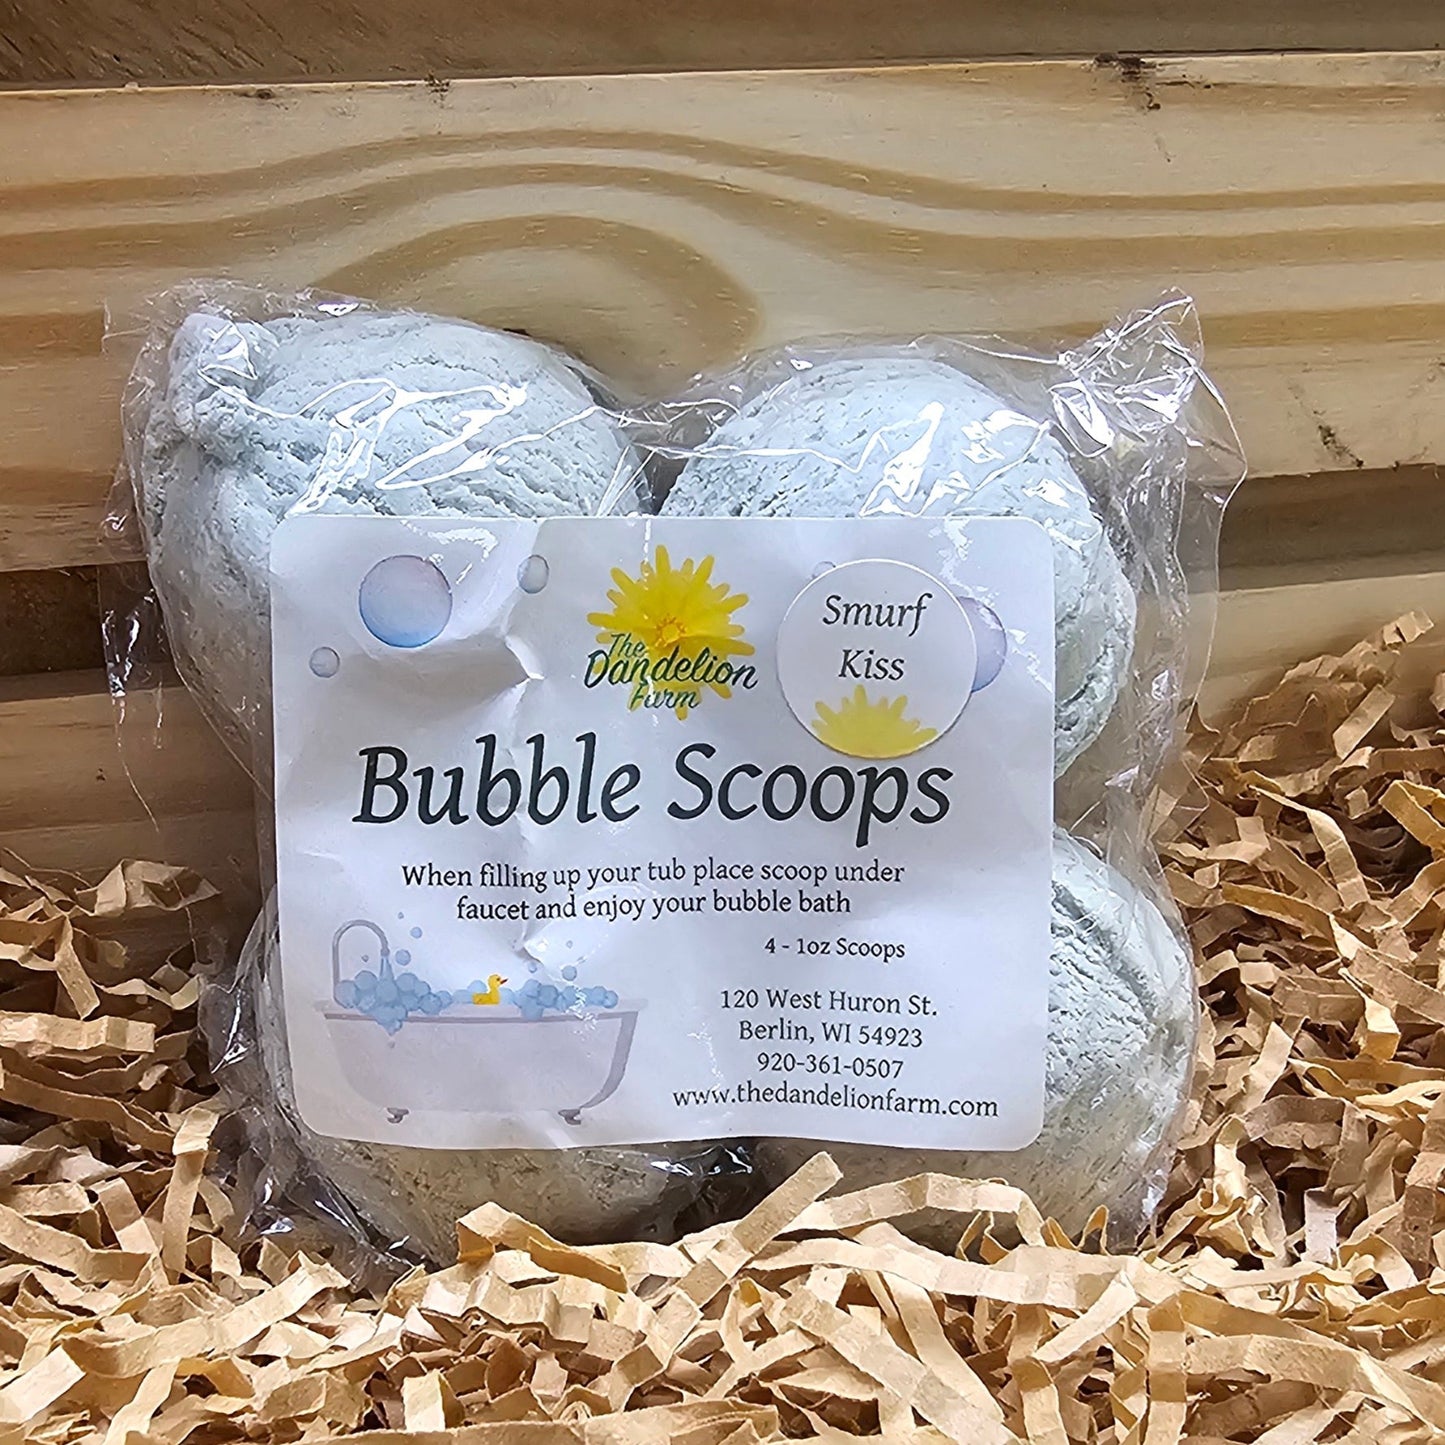 The
Dandelion
Farm
Smurf
Kiss
Bubble Scoops
When filling up your tub place scoop under
faucet and enjoy your bubble bath
4 - 1oz Scoops
120 West Huron St.
Berlin, WI 54923
920-361-0507
www.thedandelionfarm.com